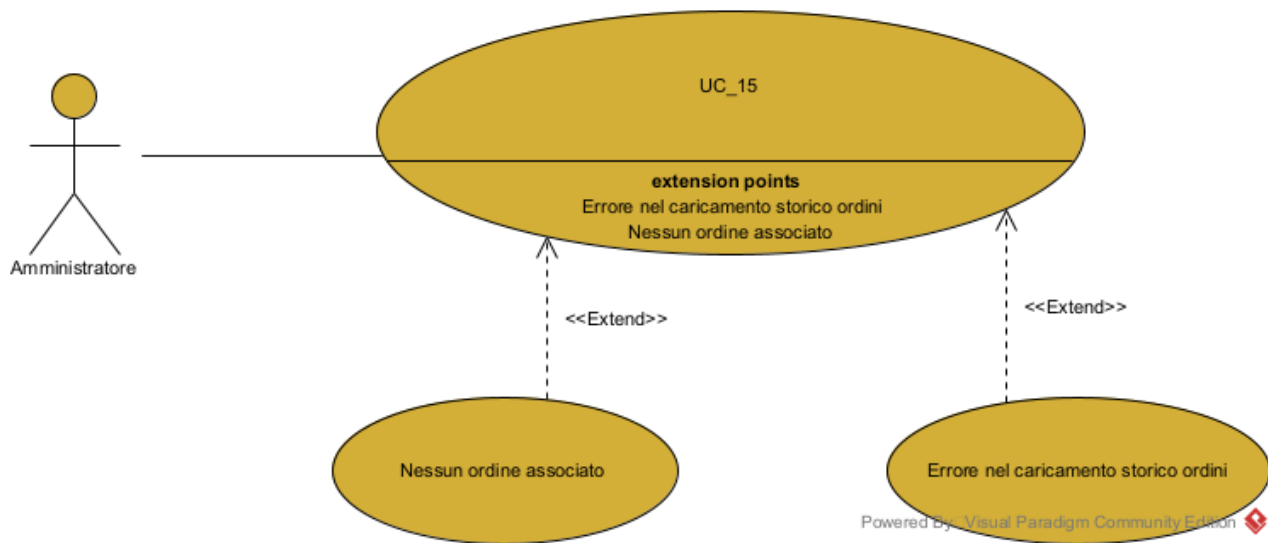 UC_15
extension points
Errore nel caricamento storico ordini
Nessun ordine associato
Amministratore
<<Extend>>
<<Extend>>
Nessun ordine associato
Errore nel caricamento storico ordini
Powered By Visual Paradigm Community Edition